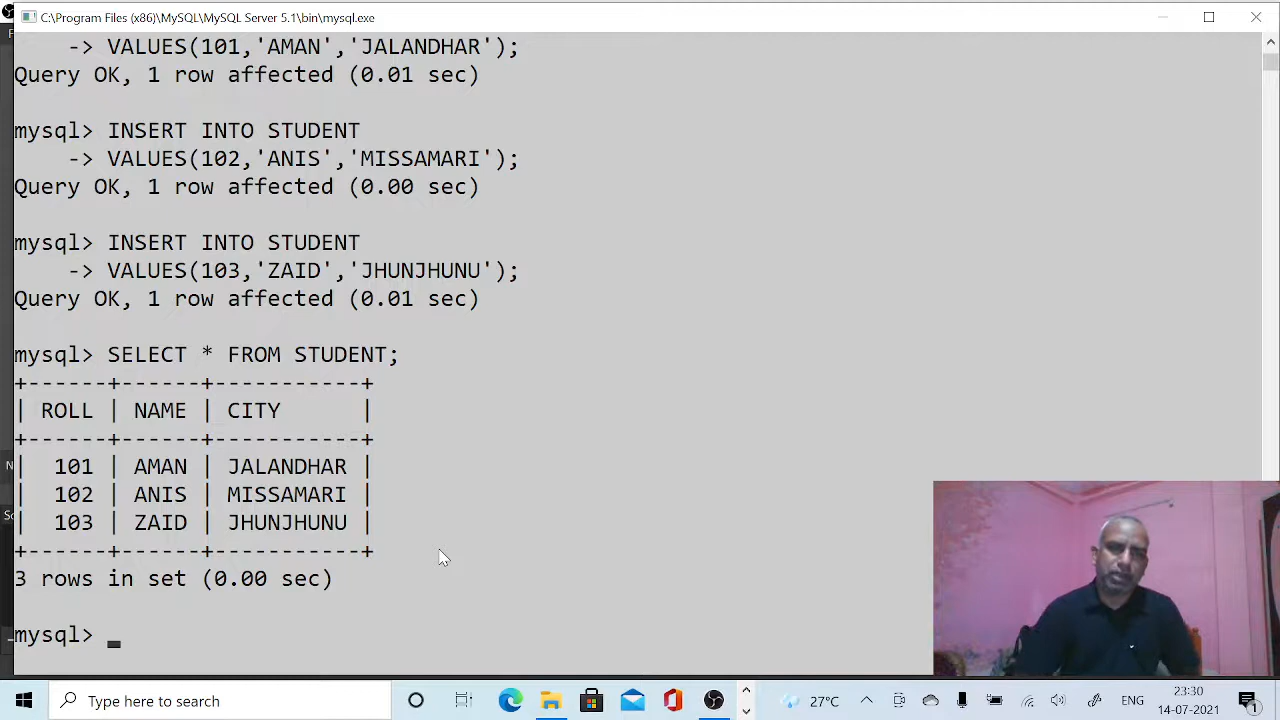 C:\Program Files (x86)\MySQL\MySQL Server 5.1\bin\mysql.exe
-> VALUES(101,'AMAN','JALANDHAR');
Query OK, 1 row affected (0.01 sec)
mysql> INSERT INTO STUDENT
-> VALUES(102,'ANIS','MISSAMARI');
Query OK, 1 row affected (0.00 sec)
mysql> INSERT INTO STUDENT
-> VALUES(103,'ZAID','JHUNJHUNU');
Query OK, 1 row affected (0.01 sec)
mysql> SELECT * FROM STUDENT;
+------+------+-----------+
| ROLL | NAME | CITY      |
+------+------+-----------+
|  101 | AMAN | JALANDHAR |
|  102 | ANIS | MISSAMARI |
|  103 | ZAID | JHUNJHUNU |
+------+------+-----------+
3 rows in set (0.00 sec)
mysql> _
Type here to search
27°C
ENG
23:30
14-07-2021
1